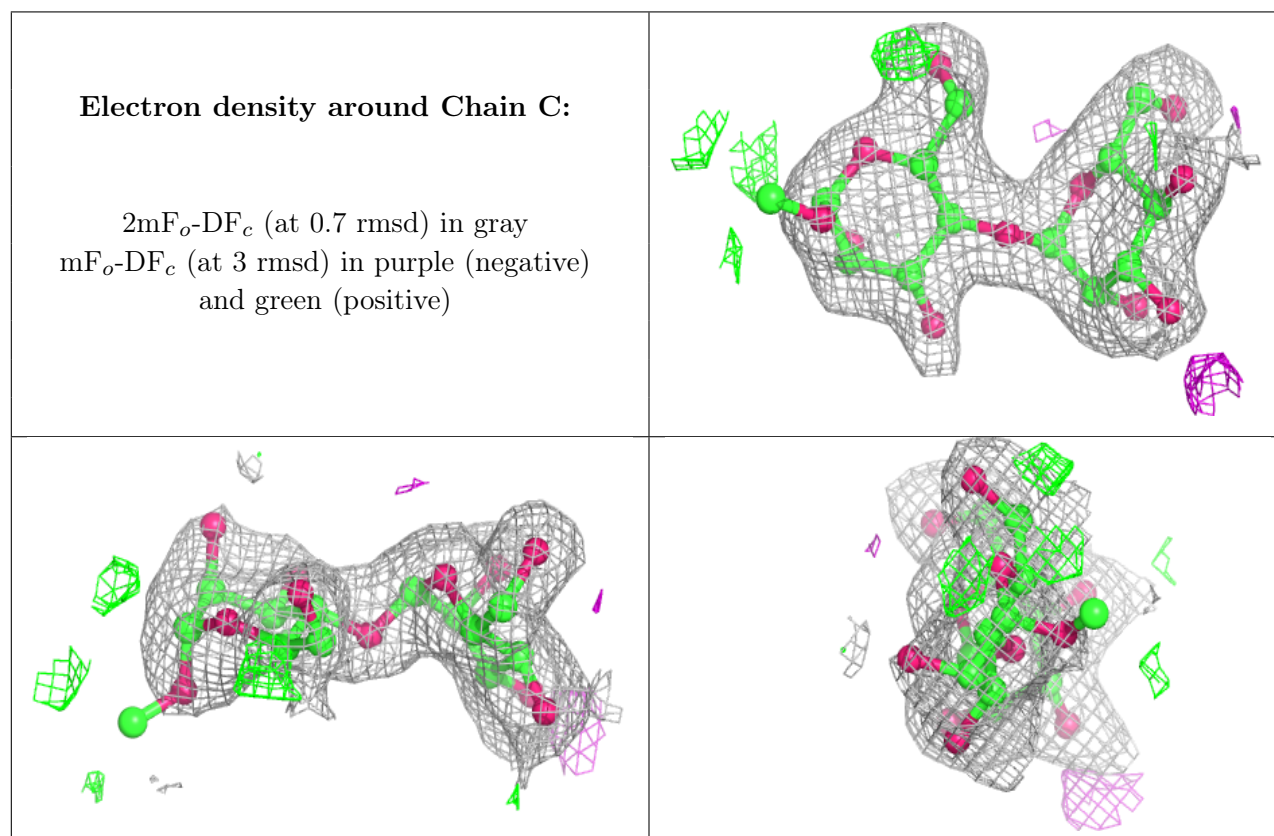 Electron density around Chain C:
2mFo-DFc (at 0.7 rmsd) in gray
mFo-DFc (at 3 rmsd) in purple (negative)
and green (positive)